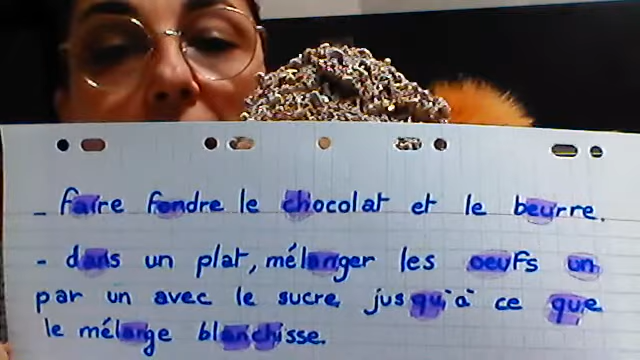 - faire fondre le chocolat et le beurre.
- dans un plat, mélanger les oeufs un
par un avec le sucre jusqu'à ce que
le mélange blanchisse.